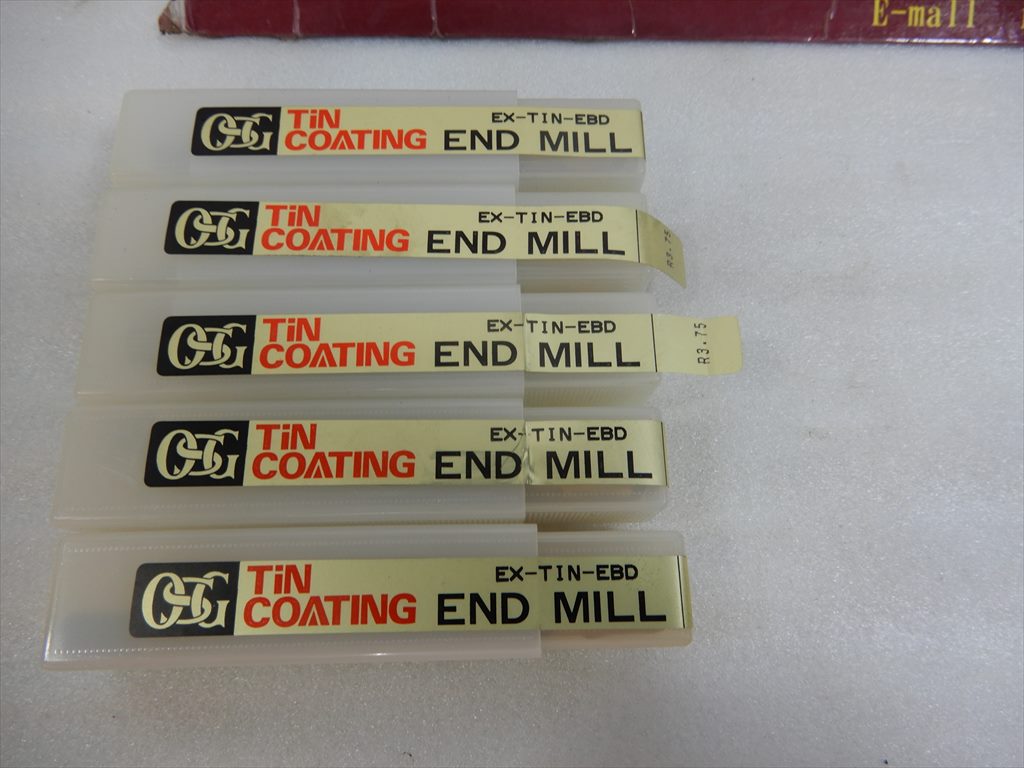 E-mall
OSG TiN COATING EX-TIN-EBD END MILL
OSG TiN COATING EX-TIN-EBD END MILL R3.75
OSG TiN COATING EX-TIN-EBD END MILL R3.75
OSG TiN COATING EX-TIN-EBD END MILL
OSG TiN COATING EX-TIN-EBD END MILL